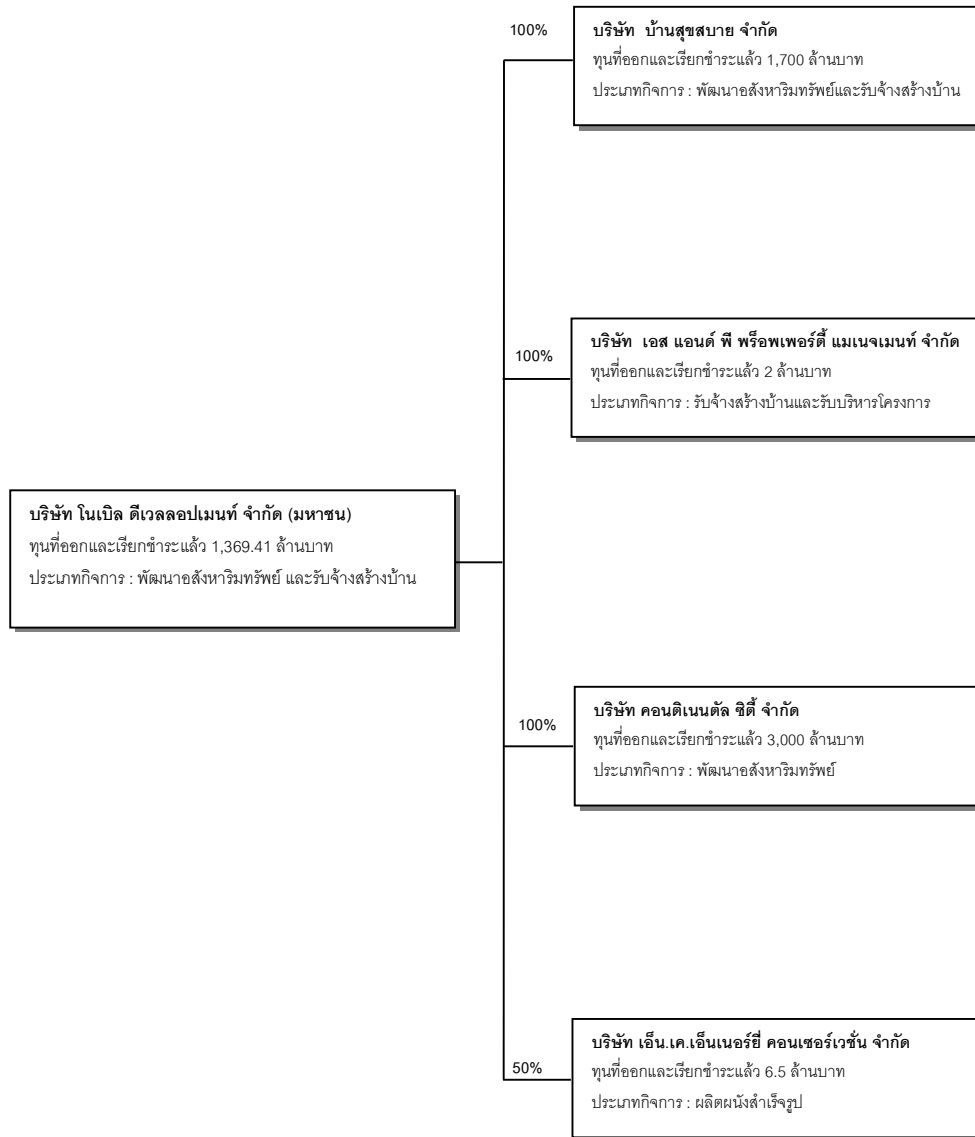 100%
บริษัท บ้านสุขสบาย จำกัด
ทุนที่ออกและเรียกชำระแล้ว 1,700 ล้านบาท
ประเภทกิจการ : พัฒนาอสังหาริมทรัพย์และรับจ้างสร้างบ้าน
100%
บริษัท เอส แอนด์ พี พร็อพเพอร์ตี้ แมเนจเมนท์ จำกัด
ทุนที่ออกและเรียกชำระแล้ว 2 ล้านบาท
ประเภทกิจการ : รับจ้างสร้างบ้านและรับบริหารโครงการ
บริษัท โนเบิล ดีเวลลอปเมนท์ จำกัด (มหาชน)
ทุนที่ออกและเรียกชำระแล้ว 1,369.41 ล้านบาท
ประเภทกิจการ : พัฒนาอสังหาริมทรัพย์ และรับจ้างสร้างบ้าน
100%
บริษัท คอนติเนนตัล ซิตี้ จำกัด
ทุนที่ออกและเรียกชำระแล้ว 3,000 ล้านบาท
ประเภทกิจการ : พัฒนาอสังหาริมทรัพย์
50%
บริษัท เอ็น.เค.เอ็นเนอร์ยี่ คอนเซอร์เวชั่น จำกัด
ทุนที่ออกและเรียกชำระแล้ว 6.5 ล้านบาท
ประเภทกิจการ : ผลิตผนังสำเร็จรูป